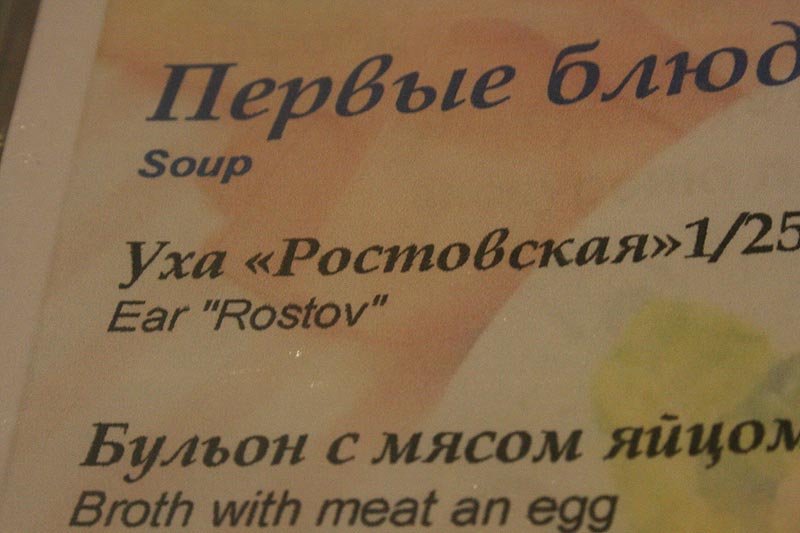 Первые блюд
Soup
Уха «Ростовская»1/25
Ear "Rostov"
Бульон с мясом яйцом
Broth with meat an egg